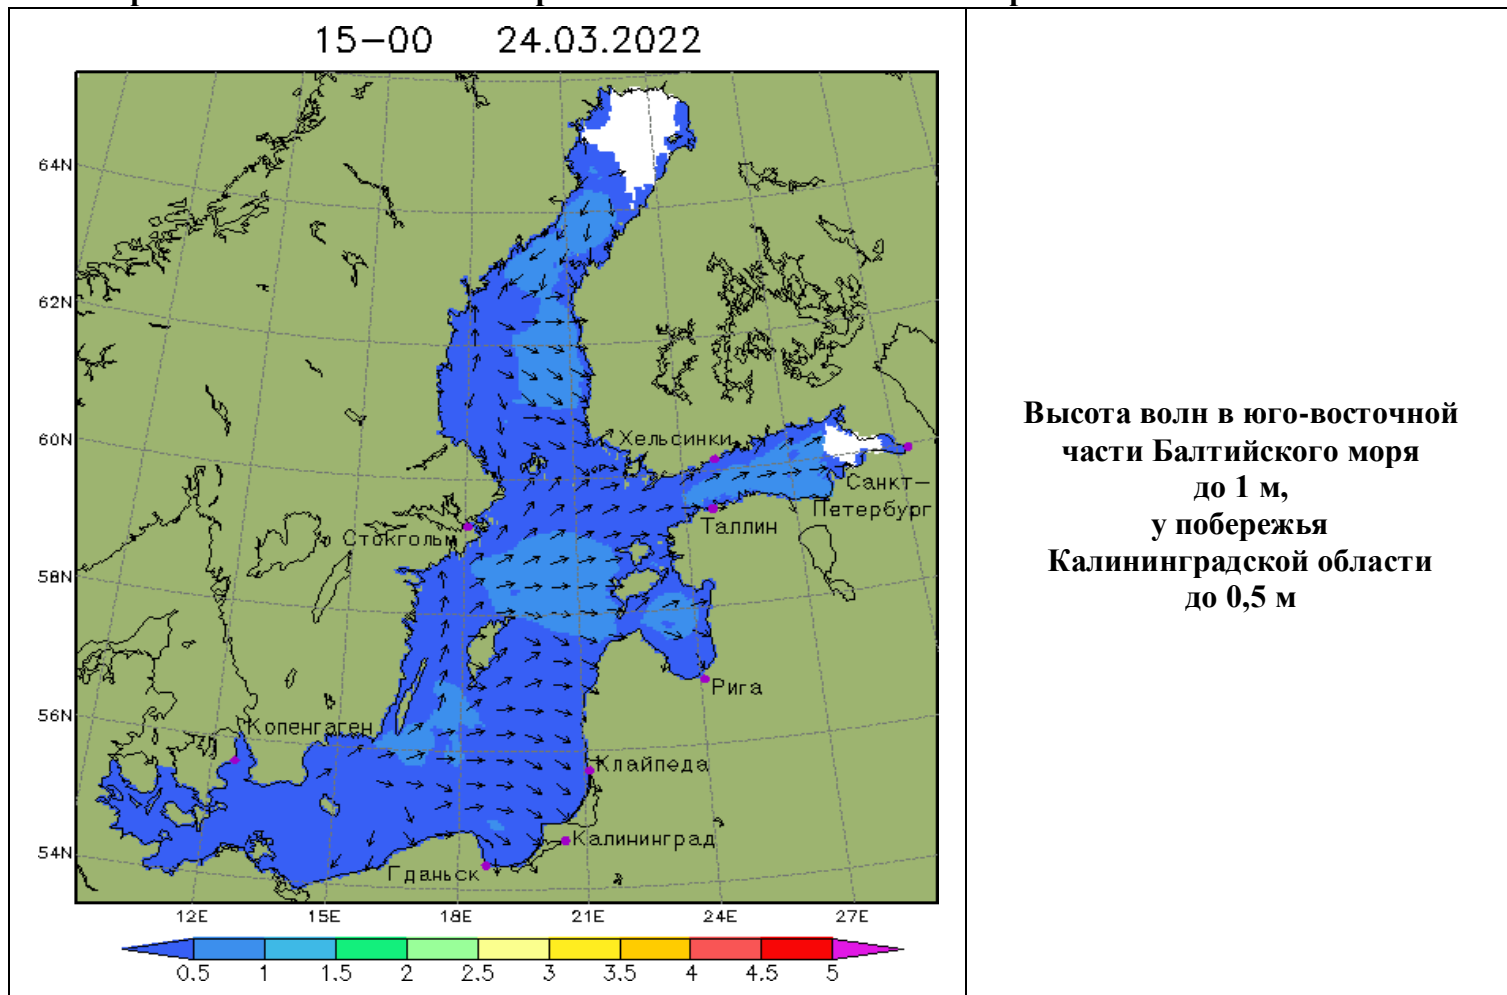 15-00 24.03.2022
64N
62N
60N
58N
56N
54N
Хельсинки
Санкт-
Петербург
Таллин
Стокгольм
Рига
Копенгаген
Клайпеда
Калининград
Гданьск
12E 15E 18E 21E 24E 27E
0.5 1 1.5 2 2.5 3 3.5 4 4.5 5
Высота волн в юго-восточной
части Балтийского моря
до 1 м,
у побережья
Калининградской области
до 0,5 м